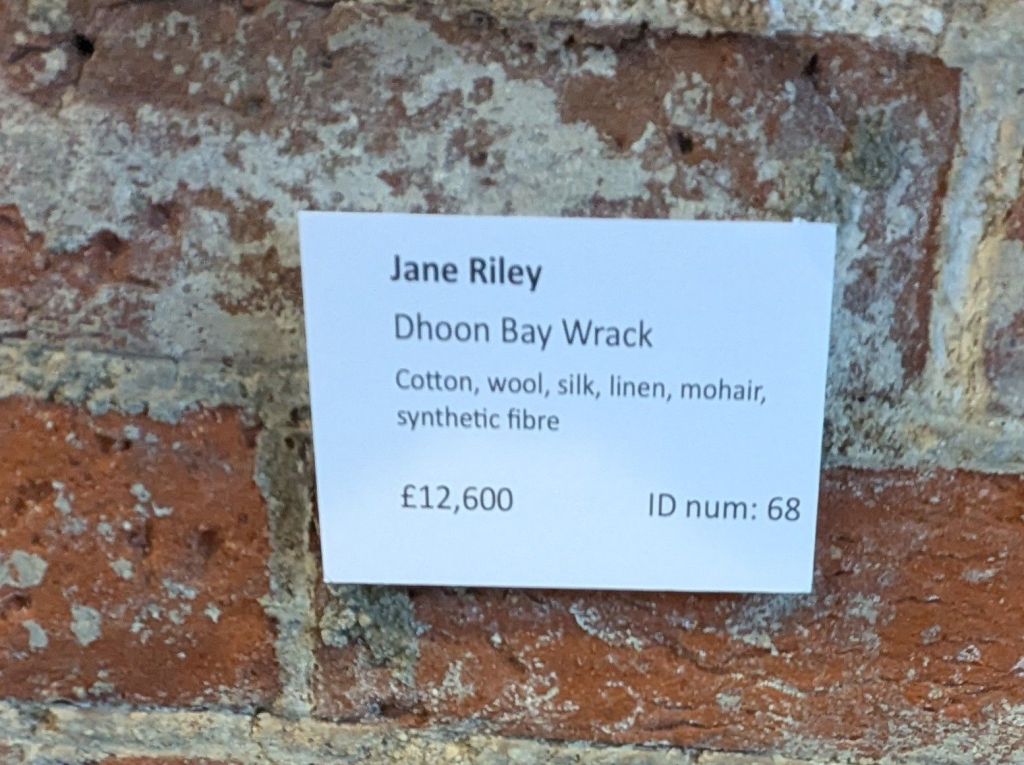 Jane Riley
Dhoon Bay Wrack
Cotton, wool, silk, linen, mohair,
synthetic fibre
£12,600 ID num: 68